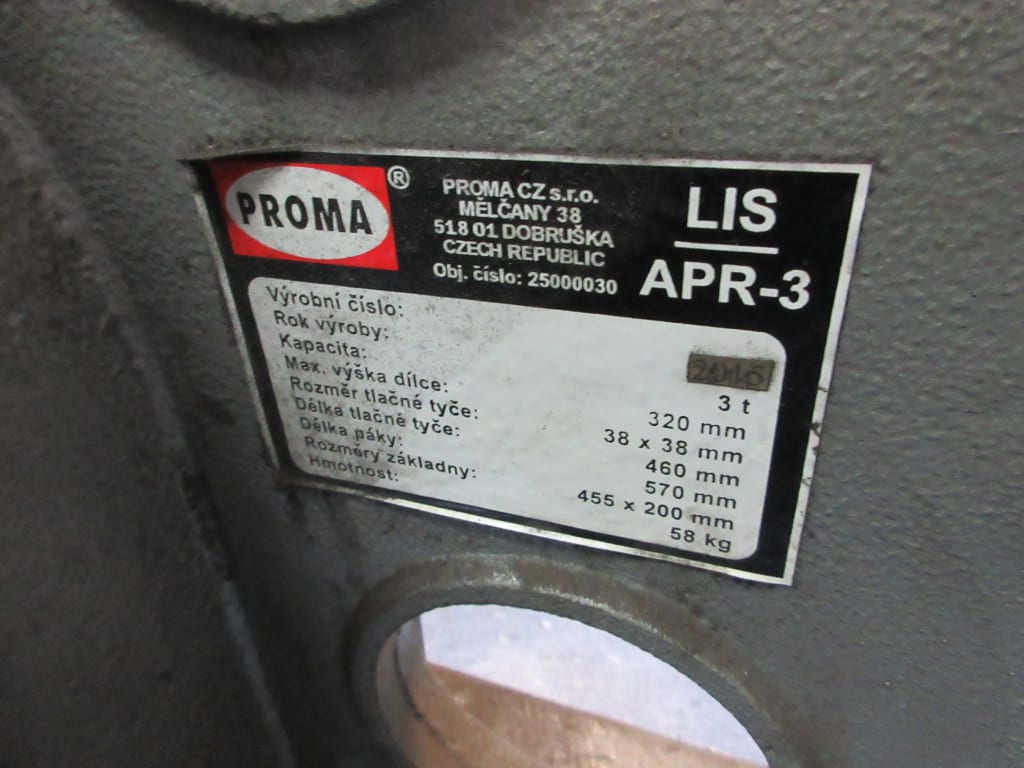 PROMA ®
PROMA CZ s.r.o.
MĚLČANY 38
518 01 DOBRUŠKA
CZECH REPUBLIC
Obj. číslo: 25000030
LIS
APR-3
Výrobní číslo:
Rok výroby:
Kapacita: 3 t
Max. výška dílce: 320 mm
Rozměr tlačné tyče: 38 x 38 mm
Délka tlačné tyče: 460 mm
Délka páky: 570 mm
Rozměry základny: 455 x 200 mm
Hmotnost: 58 kg